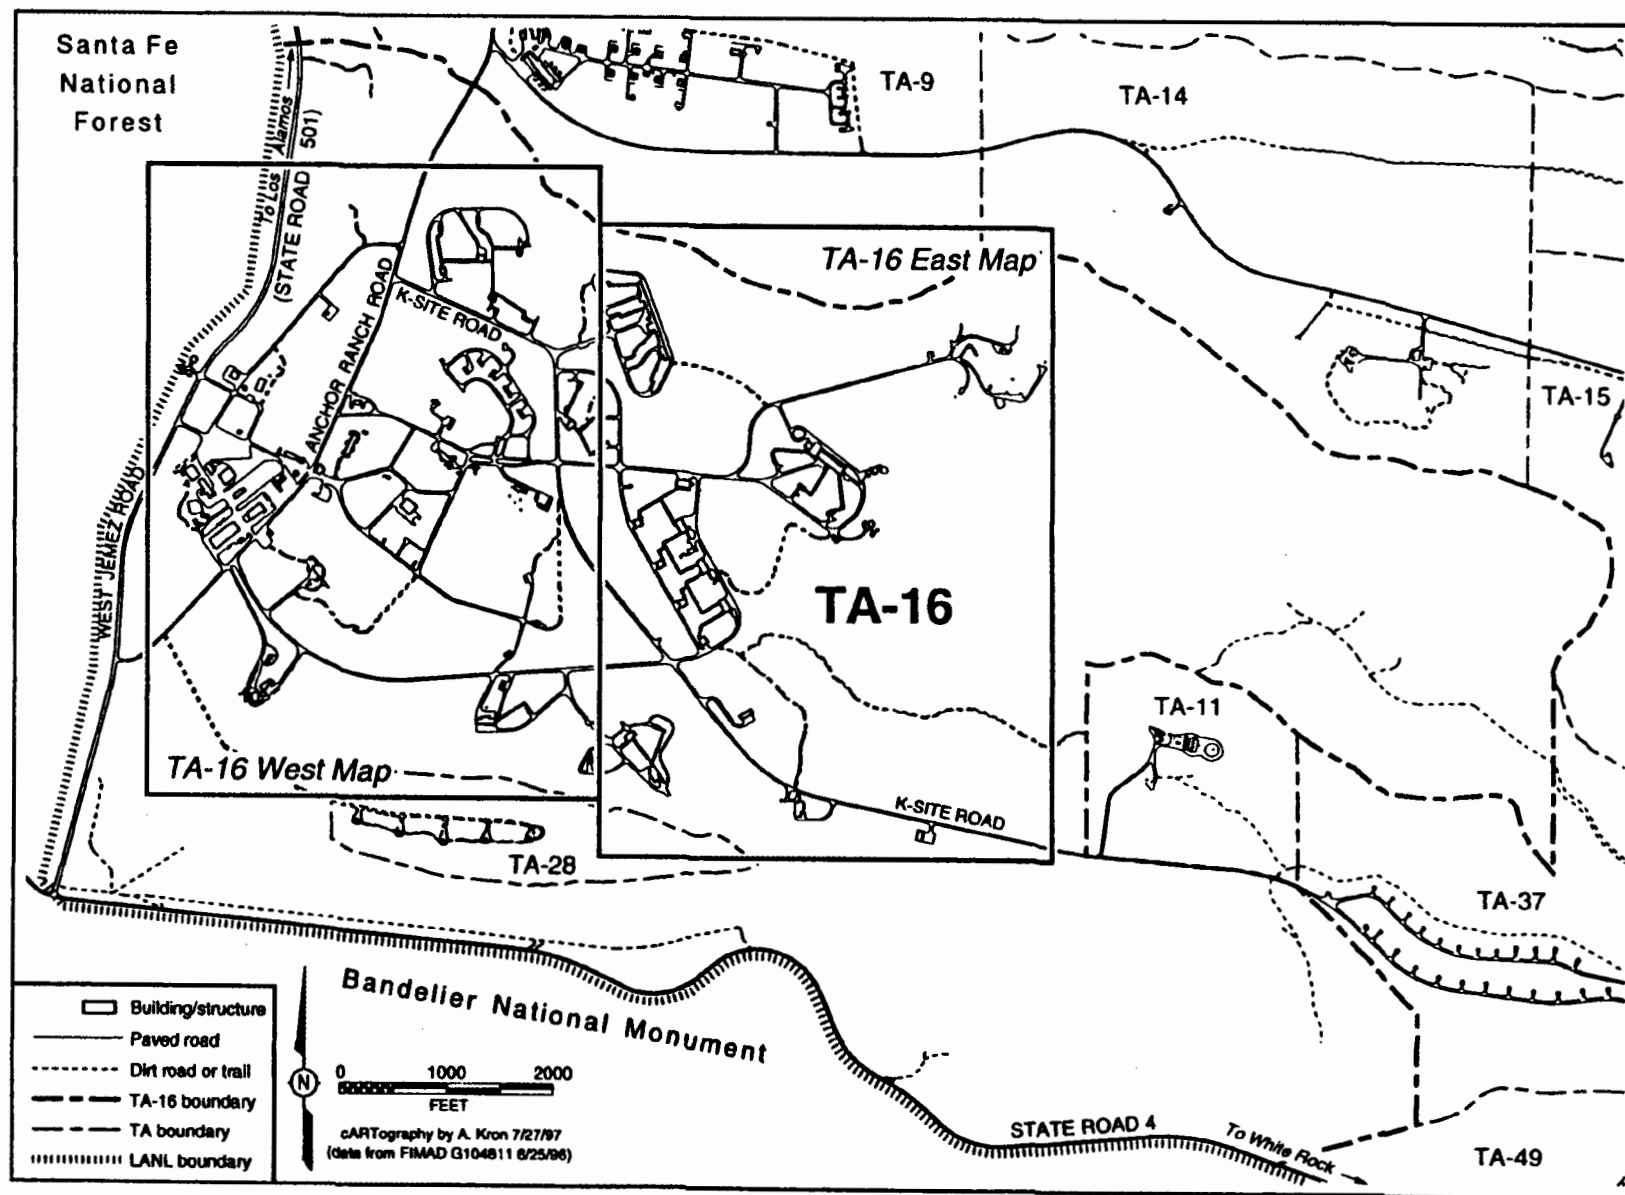 Santa Fe
National
Forest
To Los Alamos
(STATE ROAD 501)
TA-9
TA-14
TA-16 East Map
ANCHOR RANCH ROAD
K-SITE ROAD
TA-15
WEST JEMEZ ROAD
TA-16
TA-11
TA-16 West Map
K-SITE ROAD
TA-28
TA-37
Bandelier National Monument
Building/structure
Paved road
Dirt road or trail
TA-16 boundary
TA boundary
LANL boundary
N
0 1000 2000
FEET
cARTography by A. Kron 7/27/97
(data from FIMAD G104811 6/25/96)
STATE ROAD 4
To White Rock
TA-49